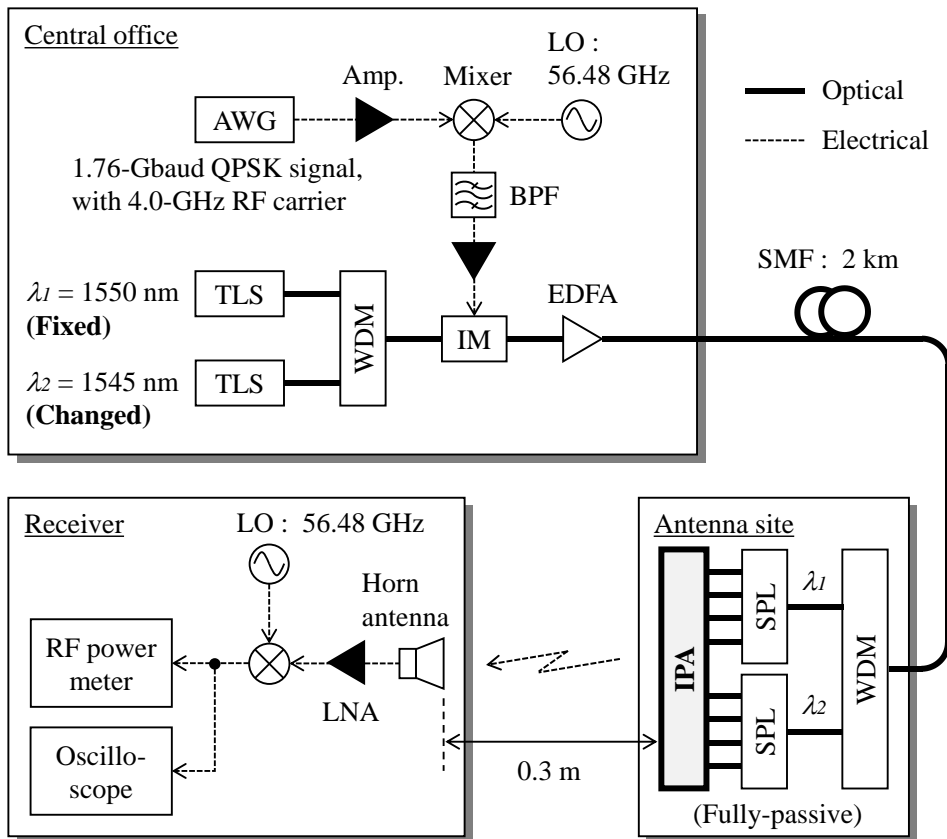 Central office
LO :
56.48 GHz
Amp.
Mixer
AWG
Optical
Electrical
1.76-Gbaud QPSK signal,
with 4.0-GHz RF carrier
BPF
SMF : 2 km
λ1 = 1550 nm
(Fixed)
TLS
WDM
IM
EDFA
λ2 = 1545 nm
(Changed)
TLS
Receiver
LO : 56.48 GHz
Horn
antenna
RF power
meter
LNA
Oscillo-
scope
0.3 m
Antenna site
IPA
SPL
λ1
WDM
SPL
λ2
(Fully-passive)